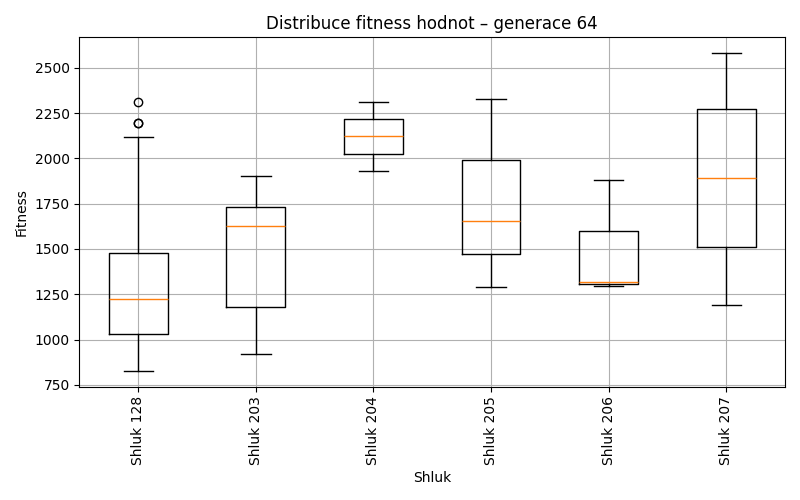 Distribuce fitness hodnot – generace 64
Fitness
2500
2250
2000
1750
1500
1250
1000
750
Shluk 128
Shluk 203
Shluk 204
Shluk 205
Shluk 206
Shluk 207
Shluk